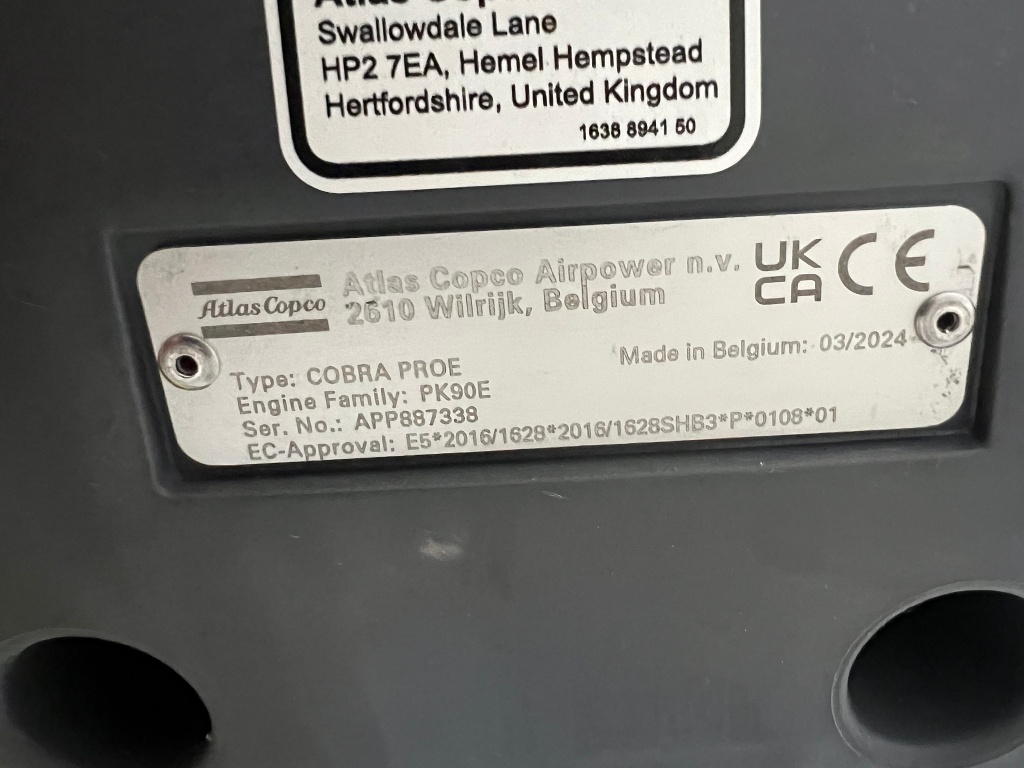 Atlas Cop
Swallowdale Lane
HP2 7EA, Hemel Hempstead
Hertfordshire, United Kingdom
1638 8941 50
Atlas Copco
Atlas Copco Airpower n.v.
2610 Wilrijk, Belgium
UK
CA
CE
Type: COBRA PROE
Made in Belgium: 03/2024
Engine Family: PK90E
Ser. No.: APP887338
EC-Approval: E5*2016/1628*2016/1628SHB3*P*0108*01